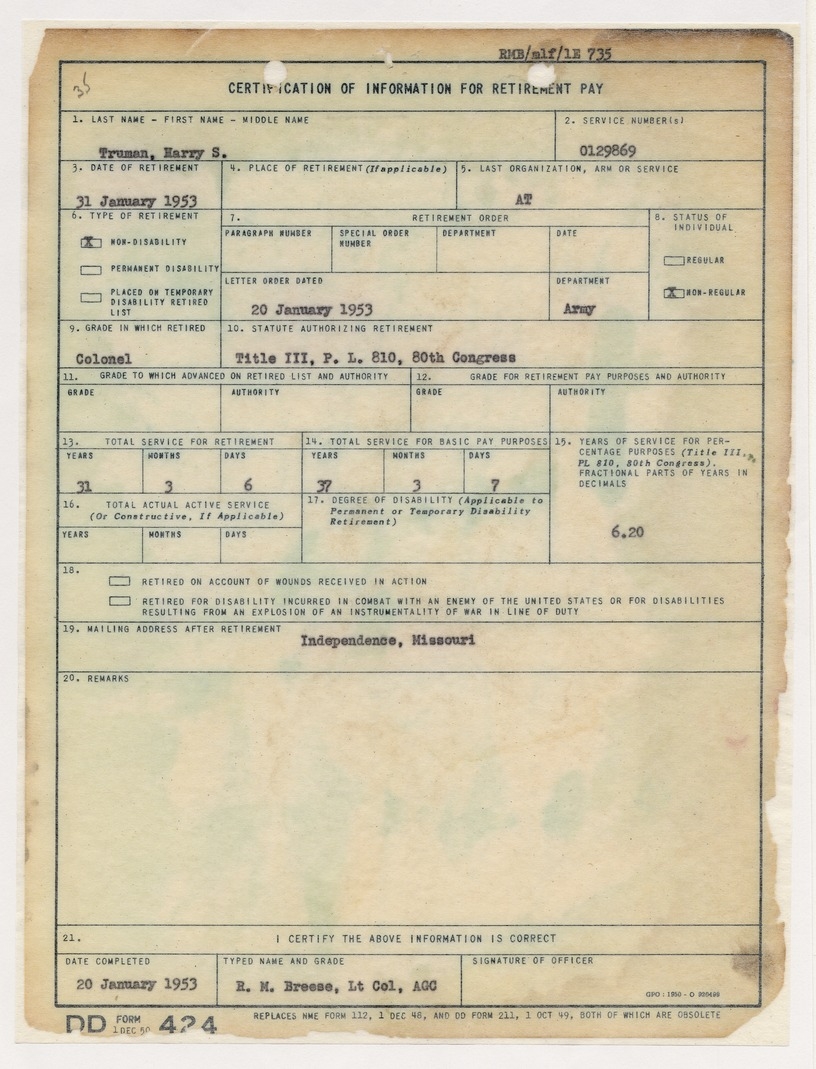 RMB/mlf/1E 735
35
CERTIFICATION OF INFORMATION FOR RETIREMENT PAY
1. LAST NAME - FIRST NAME - MIDDLE NAME
Truman, Harry S.
2. SERVICE NUMBER(s)
0129869
3. DATE OF RETIREMENT
31 January 1953
4. PLACE OF RETIREMENT (If applicable)
5. LAST ORGANIZATION, ARM OR SERVICE
AT
6. TYPE OF RETIREMENT
X NON-DISABILITY
PERMANENT DISABILITY
PLACED ON TEMPORARY
DISABILITY RETIRED
LIST
7. RETIREMENT ORDER
PARAGRAPH NUMBER
SPECIAL ORDER
NUMBER
DEPARTMENT
DATE
LETTER ORDER DATED
20 January 1953
DEPARTMENT
Army
8. STATUS OF
INDIVIDUAL
REGULAR
X NON-REGULAR
9. GRADE IN WHICH RETIRED
Colonel
10. STATUTE AUTHORIZING RETIREMENT
Title III, P. L. 810, 80th Congress
11. GRADE TO WHICH ADVANCED ON RETIRED LIST AND AUTHORITY
GRADE
AUTHORITY
12. GRADE FOR RETIREMENT PAY PURPOSES AND AUTHORITY
GRADE
AUTHORITY
13. TOTAL SERVICE FOR RETIREMENT
YEARS MONTHS DAYS
31 3 6
14. TOTAL SERVICE FOR BASIC PAY PURPOSES
YEARS MONTHS DAYS
37 3 7
15. YEARS OF SERVICE FOR PER-
CENTAGE PURPOSES (Title III,
PL 810, 80th Congress).
FRACTIONAL PARTS OF YEARS IN
DECIMALS
6.20
16. TOTAL ACTUAL ACTIVE SERVICE
(Or Constructive, If Applicable)
YEARS MONTHS DAYS
17. DEGREE OF DISABILITY (Applicable to
Permanent or Temporary Disability
Retirement)
18.
RETIRED ON ACCOUNT OF WOUNDS RECEIVED IN ACTION
RETIRED FOR DISABILITY INCURRED IN COMBAT WITH AN ENEMY OF THE UNITED STATES OR FOR DISABILITIES
RESULTING FROM AN EXPLOSION OF AN INSTRUMENTALITY OF WAR IN LINE OF DUTY
19. MAILING ADDRESS AFTER RETIREMENT
Independence, Missouri
20. REMARKS
21. I CERTIFY THE ABOVE INFORMATION IS CORRECT
DATE COMPLETED
20 January 1953
TYPED NAME AND GRADE
R. M. Breese, Lt Col, AGC
SIGNATURE OF OFFICER
GPO : 1950 - O
DD FORM 424
1 DEC 50
REPLACES NME FORM 112, 1 DEC 48, AND DD FORM 211, 1 OCT 49, BOTH OF WHICH ARE OBSOLETE